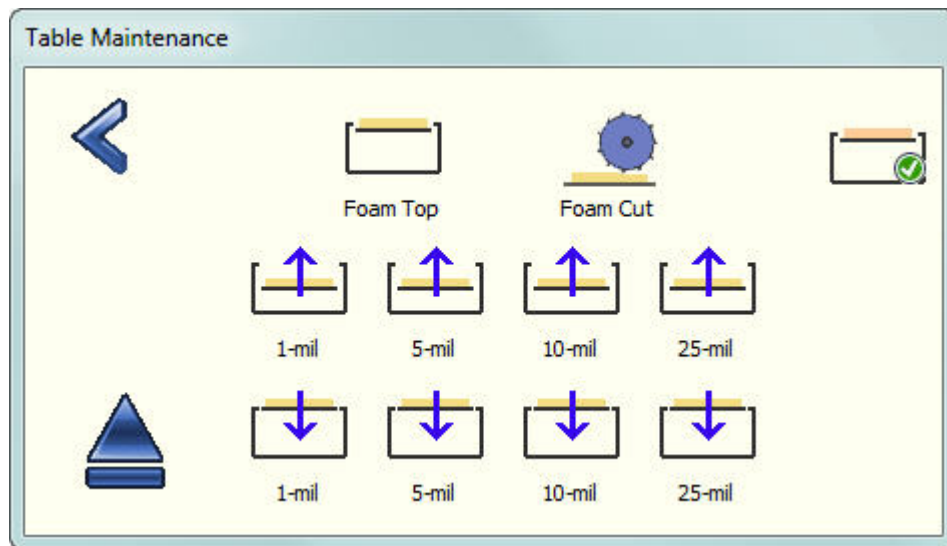 Table Maintenance
Foam Top Foam Cut
1-mil 5-mil 10-mil 25-mil
1-mil 5-mil 10-mil 25-mil